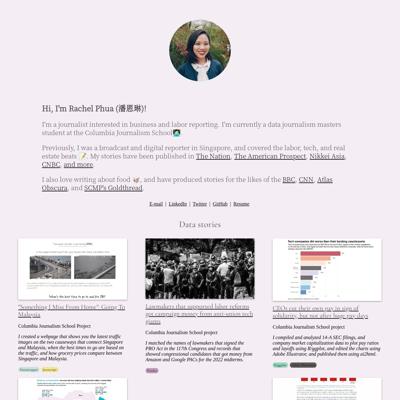 Hi, I'm Rachel Phua (潘恩琳)!
I'm a journalist interested in business and labor reporting. I'm currently a data journalism masters
student at the Columbia Journalism School
Previously, I was a broadcast and digital reporter in Singapore, and covered the labor, tech, and real
estate beats. My stories have been published in The Nation, The American Prospect, Nikkei Asia,
CNBC, and more.
I also love writing about food, and have produced stories for the likes of the BBC, CNN, Atlas
Obscura, and SCMP's Goldthread.
E-mail | LinkedIn | Twitter | GitHub | Resume
Data stories
"Something I Miss From Home": Going To
Malaysia
Columbia Journalism School Project
I created a webpage that shows you the latest traffic
images on the two causeways that connect Singapore
and Malaysia, when the best times to go are based on
the traffic, and how grocery prices compare between
Singapore and Malaysia.
Lawmakers that supported labor reforms
got campaign money from anti-union tech
giants
Columbia Journalism School project
I matched the names of lawmakers that signed the
PRO Act in the 117th Congress and records that
showed congressional candidates that got money from
Amazon and Google PACs for the 2022 midterms.
Tech companies did worse than their banking counterparts
CEOs cut their own pay in sign of
solidarity, but not after huge pay days
Columbia Journalism School project
I compiled and analyzed 14-A SEC filings, and
company market capitalization data to plot pay ratios
and layoffs using R/ggplot, and edited the charts using
Adobe Illustrator, and published them using ai2html.